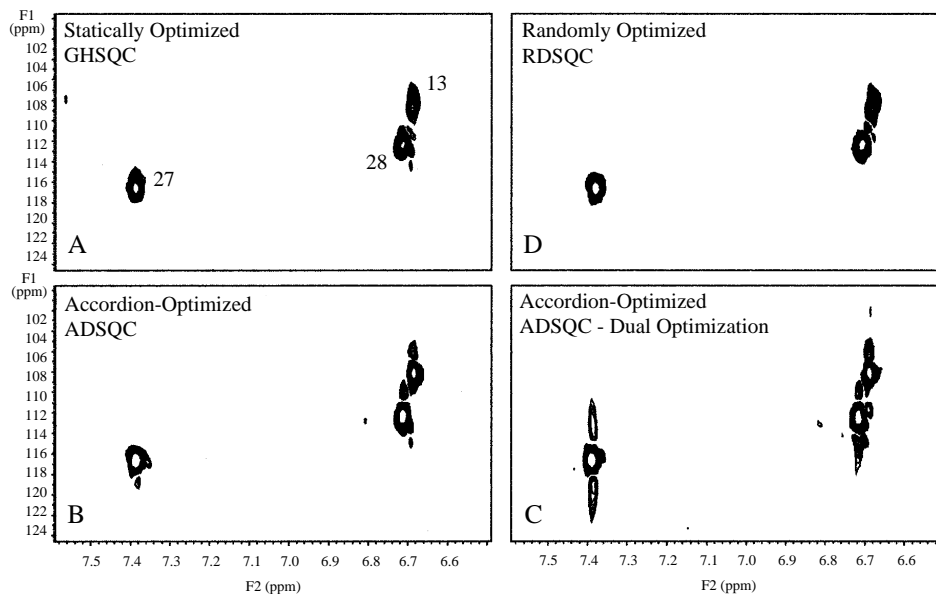 F1
(ppm)
102
104
106
108
110
112
114
116
118
120
122
124
Statically Optimized
GHSQC
13
28
27
A
Randomly Optimized
RDSQC
D
F1
(ppm)
102
104
106
108
110
112
114
116
118
120
122
124
Accordion-Optimized
ADSQC
B
7.5 7.4 7.3 7.2 7.1 7.0 6.9 6.8 6.7 6.6
F2 (ppm)
Accordion-Optimized
ADSQC - Dual Optimization
C
7.5 7.4 7.3 7.2 7.1 7.0 6.9 6.8 6.7 6.6
F2 (ppm)